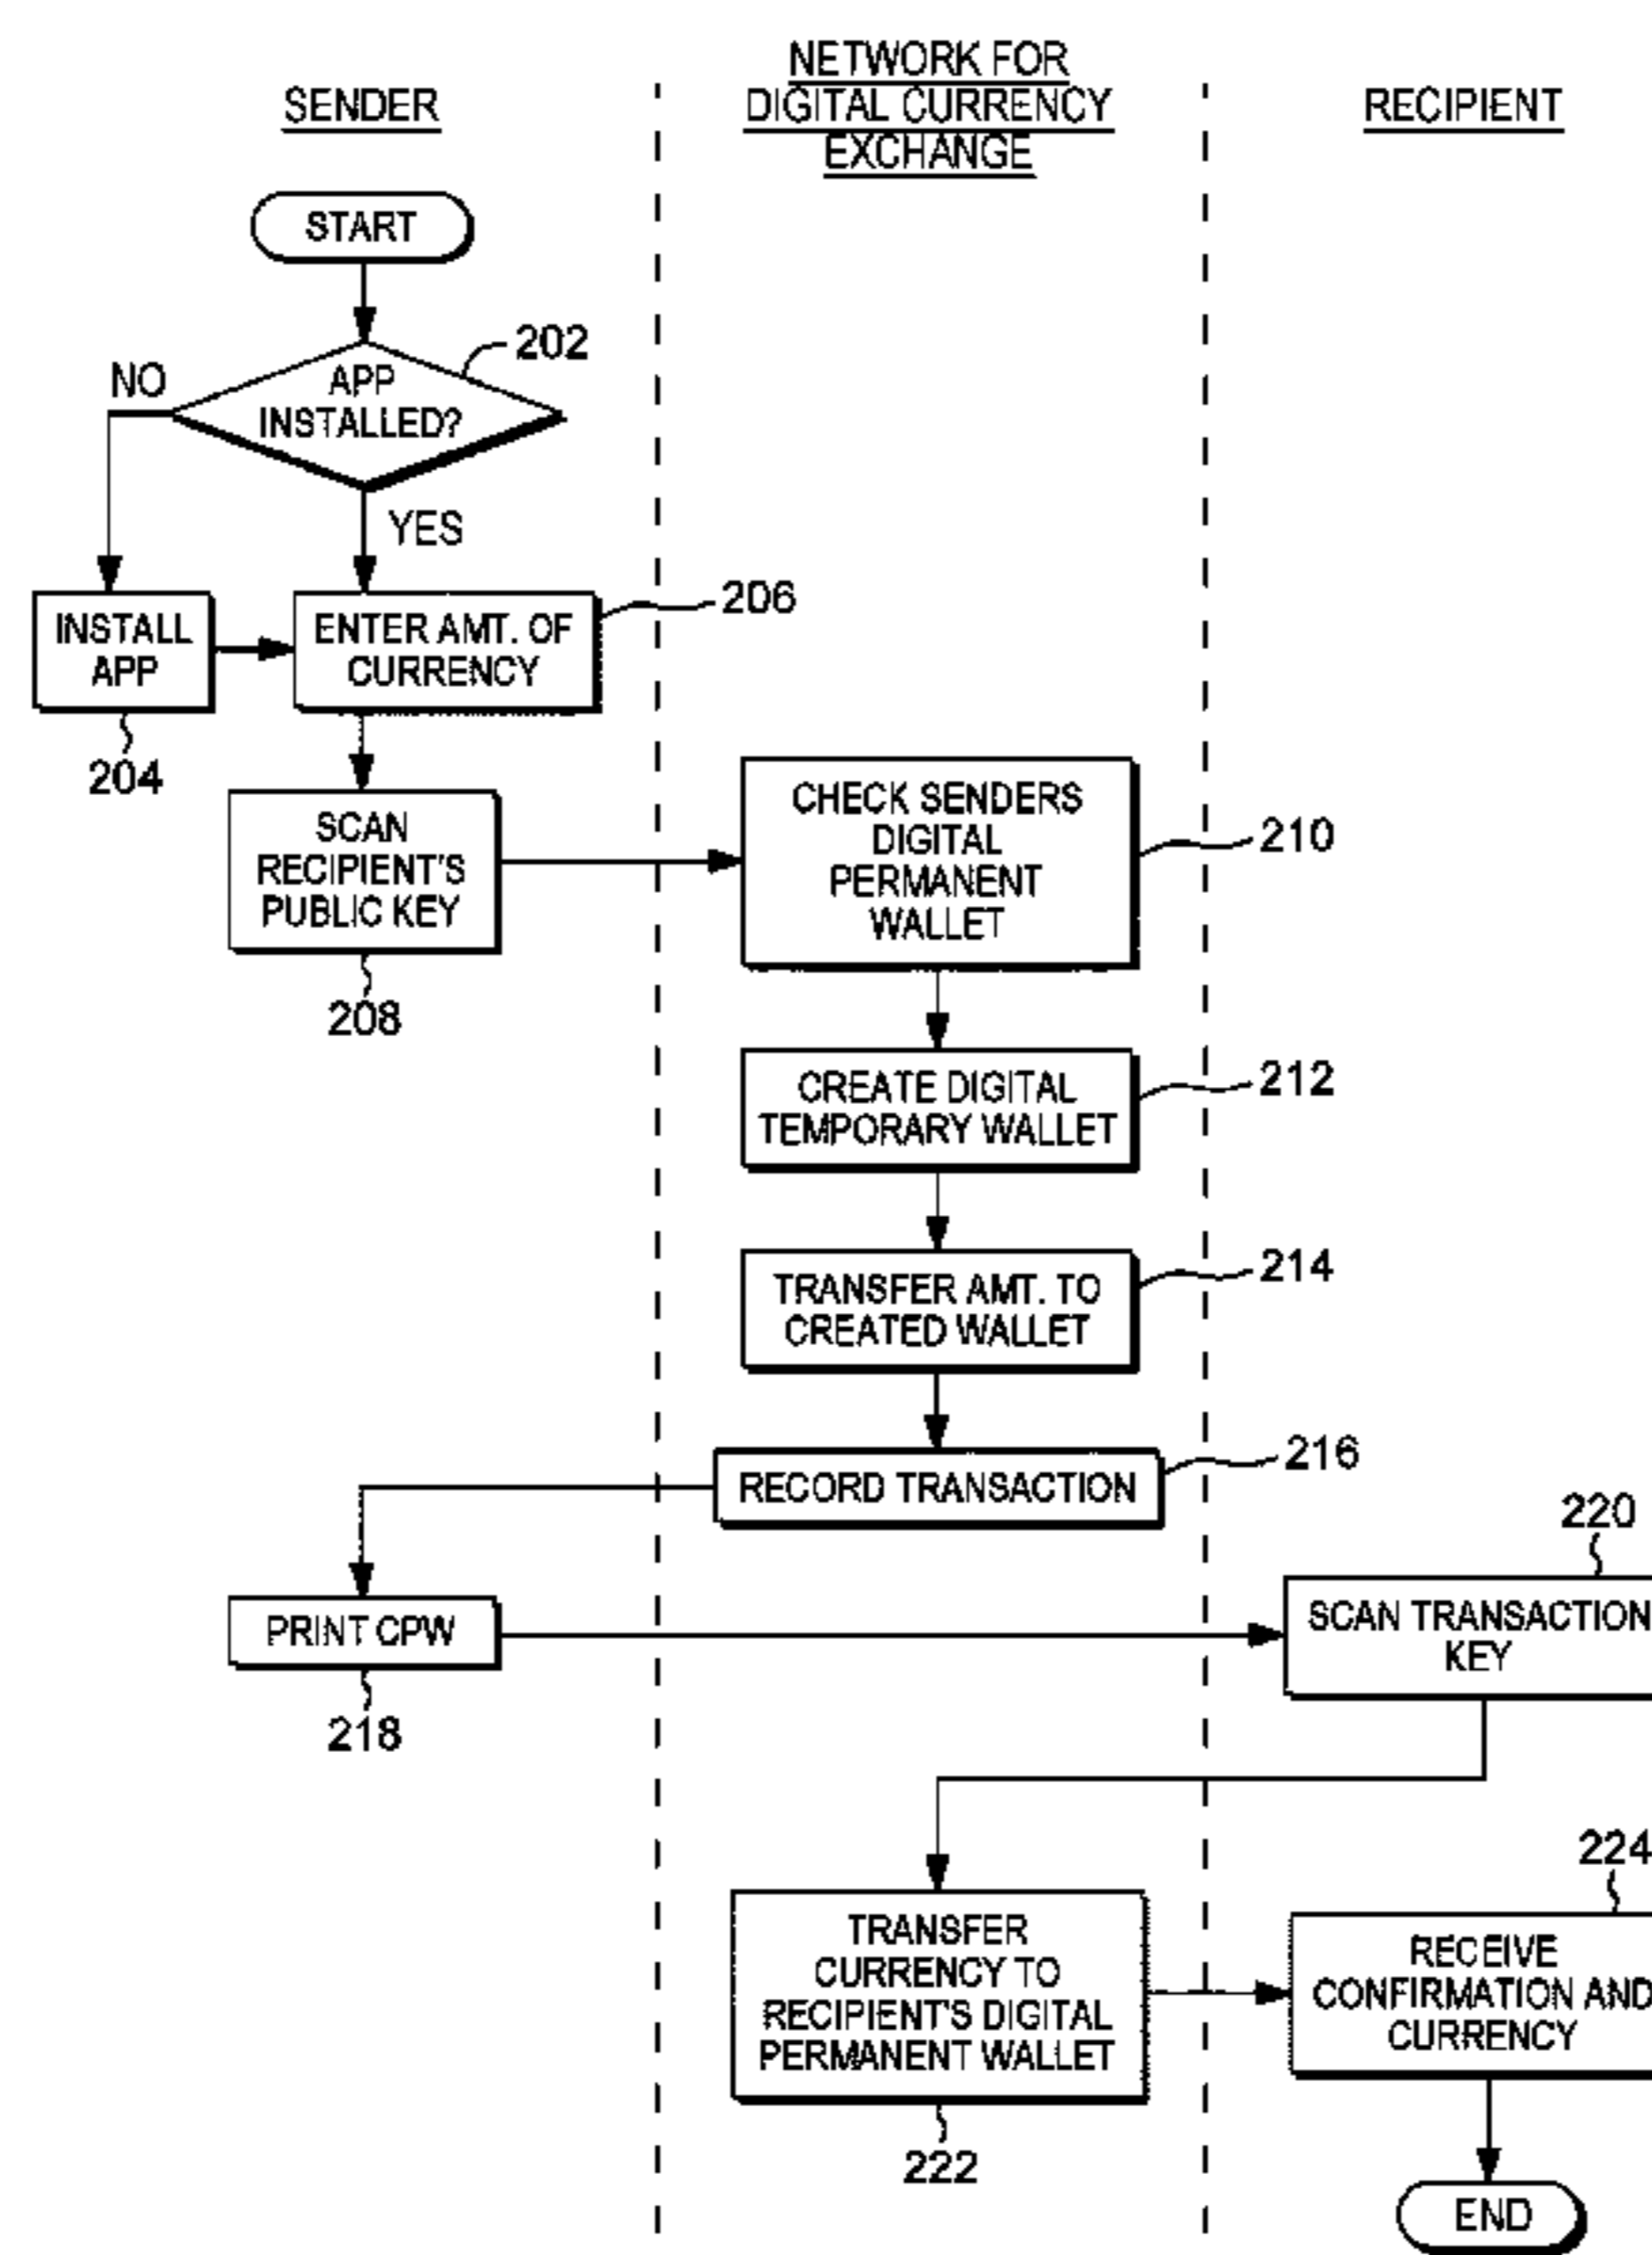 SENDER
NETWORK FOR
DIGITAL CURRENCY
EXCHANGE
RECIPIENT
START
202
NO
APP
INSTALLED?
YES
206
INSTALL
APP
ENTER AMT. OF
CURRENCY
204
SCAN
RECIPIENT'S
PUBLIC KEY
208
CHECK SENDERS
DIGITAL
PERMANENT
WALLET
210
CREATE DIGITAL
TEMPORARY WALLET
212
TRANSFER AMT. TO
CREATED WALLET
214
RECORD TRANSACTION
216
PRINT CPW
218
220
SCAN TRANSACTION
KEY
TRANSFER
CURRENCY TO
RECIPIENT'S DIGITAL
PERMANENT WALLET
222
224
RECEIVE
CONFIRMATION AND
CURRENCY
END